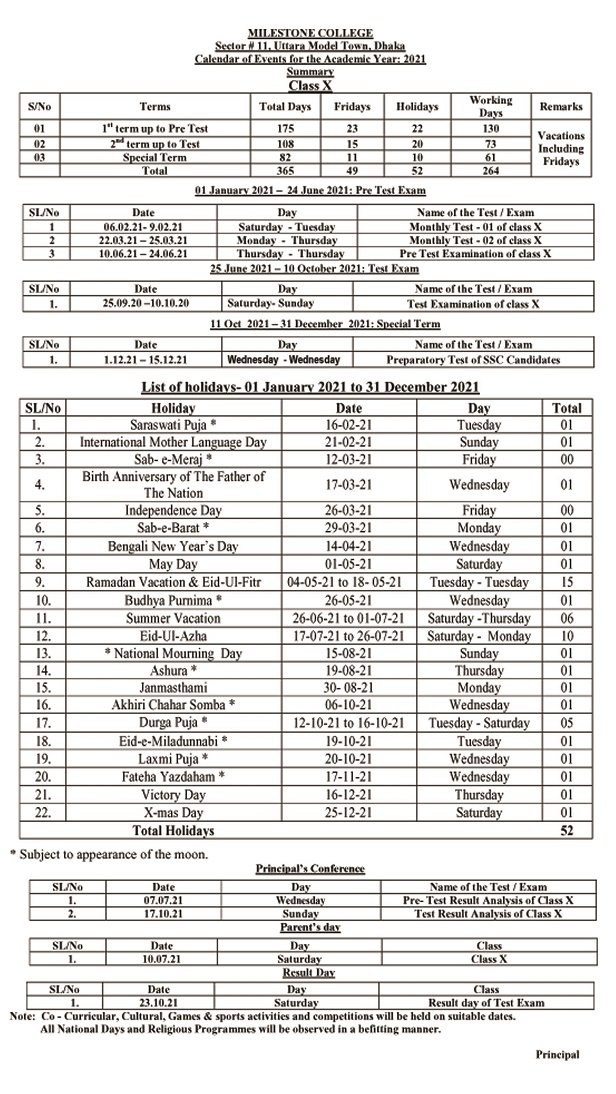 MILESTONE COLLEGE
Sector # 11, Uttara Model Town, Dhaka
Calendar of Events for the Academic Year: 2021
Summary
Class X
S/No Terms Total Days Fridays Holidays Working Days Remarks
01 1st term up to Pre Test 175 23 22 130 Vacations Including Fridays
02 2nd term up to Test 108 15 20 73
03 Special Term 82 11 10 61
Total 365 49 52 264
01 January 2021 – 24 June 2021: Pre Test Exam
SL/No Date Day Name of the Test / Exam
1 06.02.21- 9.02.21 Saturday - Tuesday Monthly Test - 01 of class X
2 22.03.21 – 25.03.21 Monday - Thursday Monthly Test - 02 of class X
3 10.06.21 – 24.06.21 Thursday - Thursday Pre Test Examination of class X
25 June 2021 – 10 October 2021: Test Exam
SL/No Date Day Name of the Test / Exam
1. 25.09.20 –10.10.20 Saturday- Sunday Test Examination of class X
11 Oct 2021 – 31 December 2021: Special Term
SL/No Date Day Name of the Test / Exam
1. 1.12.21 – 15.12.21 Wednesday - Wednesday Preparatory Test of SSC Candidates
List of holidays- 01 January 2021 to 31 December 2021
SL/No Holiday Date Day Total
1. Saraswati Puja * 16-02-21 Tuesday 01
2. International Mother Language Day 21-02-21 Sunday 01
3. Sab- e-Meraj * 12-03-21 Friday 00
4. Birth Anniversary of The Father of The Nation 17-03-21 Wednesday 01
5. Independence Day 26-03-21 Friday 00
6. Sab-e-Barat * 29-03-21 Monday 01
7. Bengali New Year's Day 14-04-21 Wednesday 01
8. May Day 01-05-21 Saturday 01
9. Ramadan Vacation & Eid-Ul-Fitr 04-05-21 to 18- 05-21 Tuesday - Tuesday 15
10. Budhya Purnima * 26-05-21 Wednesday 01
11. Summer Vacation 26-06-21 to 01-07-21 Saturday -Thursday 06
12. Eid-Ul-Azha 17-07-21 to 26-07-21 Saturday - Monday 10
13. * National Mourning Day 15-08-21 Sunday 01
14. Ashura * 19-08-21 Thursday 01
15. Janmasthami 30- 08-21 Monday 01
16. Akhiri Chahar Somba * 06-10-21 Wednesday 01
17. Durga Puja * 12-10-21 to 16-10-21 Tuesday - Saturday 05
18. Eid-e-Miladunnabi * 19-10-21 Tuesday 01
19. Laxmi Puja * 20-10-21 Wednesday 01
20. Fateha Yazdaham * 17-11-21 Wednesday 01
21. Victory Day 16-12-21 Thursday 01
22. X-mas Day 25-12-21 Saturday 01
Total Holidays 52
* Subject to appearance of the moon.
Principal's Conference
SL/No Date Day Name of the Test / Exam
1. 07.07.21 Wednesday Pre- Test Result Analysis of Class X
2. 17.10.21 Sunday Test Result Analysis of Class X
Parent's day
SL/No Date Day Class
1. 10.07.21 Saturday Class X
Result Day
SL/No Date Day Class
1. 23.10.21 Saturday Result day of Test Exam
Note: Co - Curricular, Cultural, Games & sports activities and competitions will be held on suitable dates.
All National Days and Religious Programmes will be observed in a befitting manner.
Principal